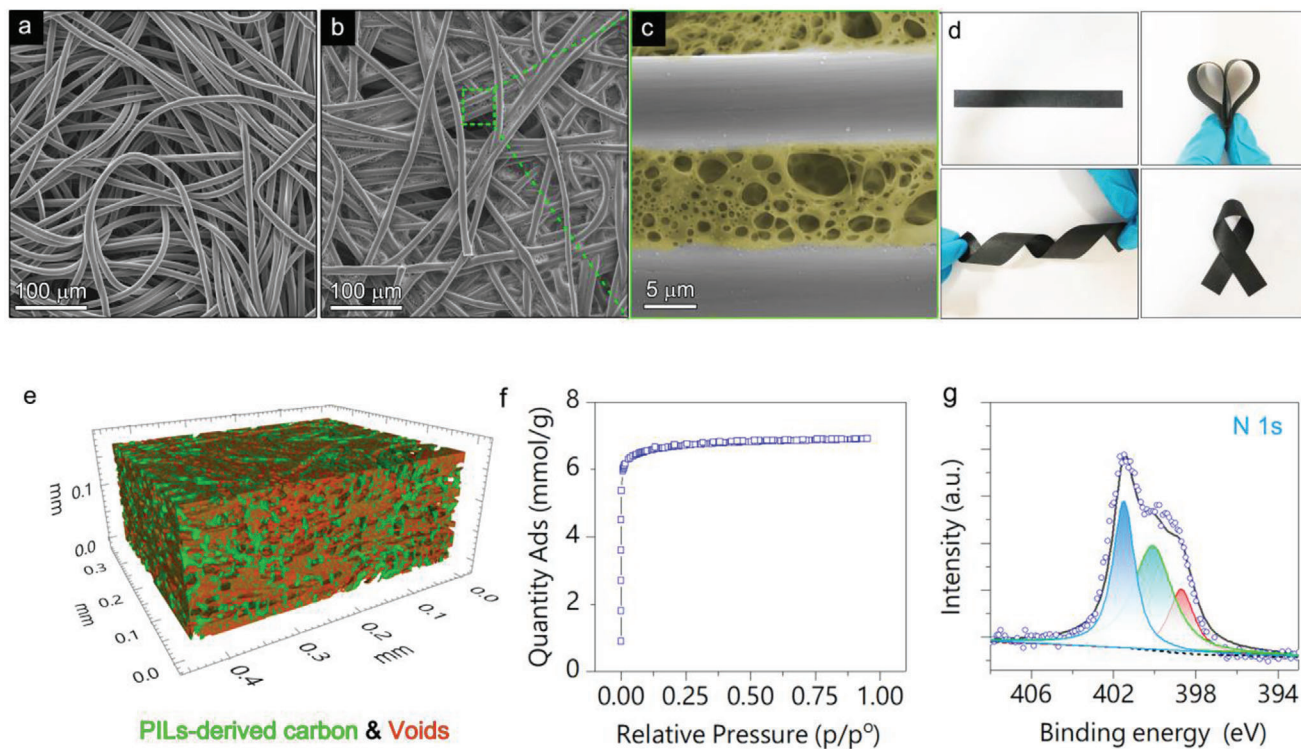 a
b
c
d
100 μm
100 μm
5 μm
e
f
g
mm
0.1
0.0
0.3
0.2
0.1
0.0
mm
0.4
0.3
0.2
0.1
0.0
mm
PILs-derived carbon & Voids
Quantity Ads (mmol/g)
8
6
4
2
0
0.00
0.25
0.50
0.75
1.00
Relative Pressure (p/pº)
N 1s
Intensity (a.u.)
406
402
398
394
Binding energy (eV)